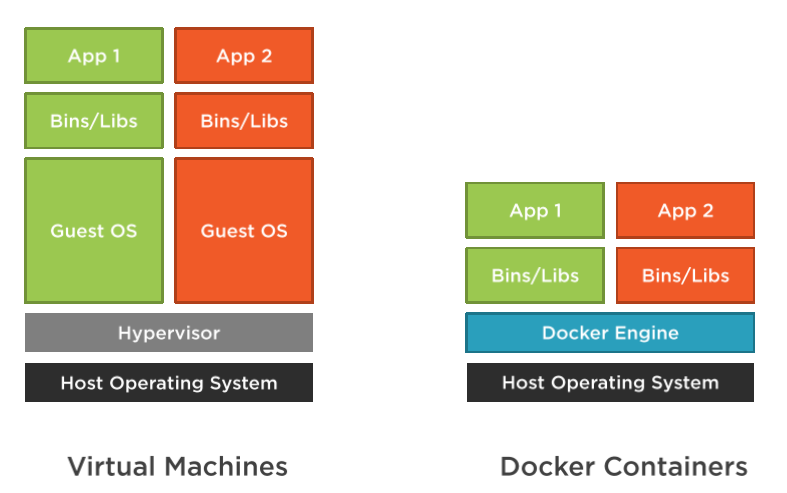 App 1
App 2
Bins/Libs
Bins/Libs
Guest OS
Guest OS
Hypervisor
Host Operating System
Virtual Machines
App 1
App 2
Bins/Libs
Bins/Libs
Docker Engine
Host Operating System
Docker Containers